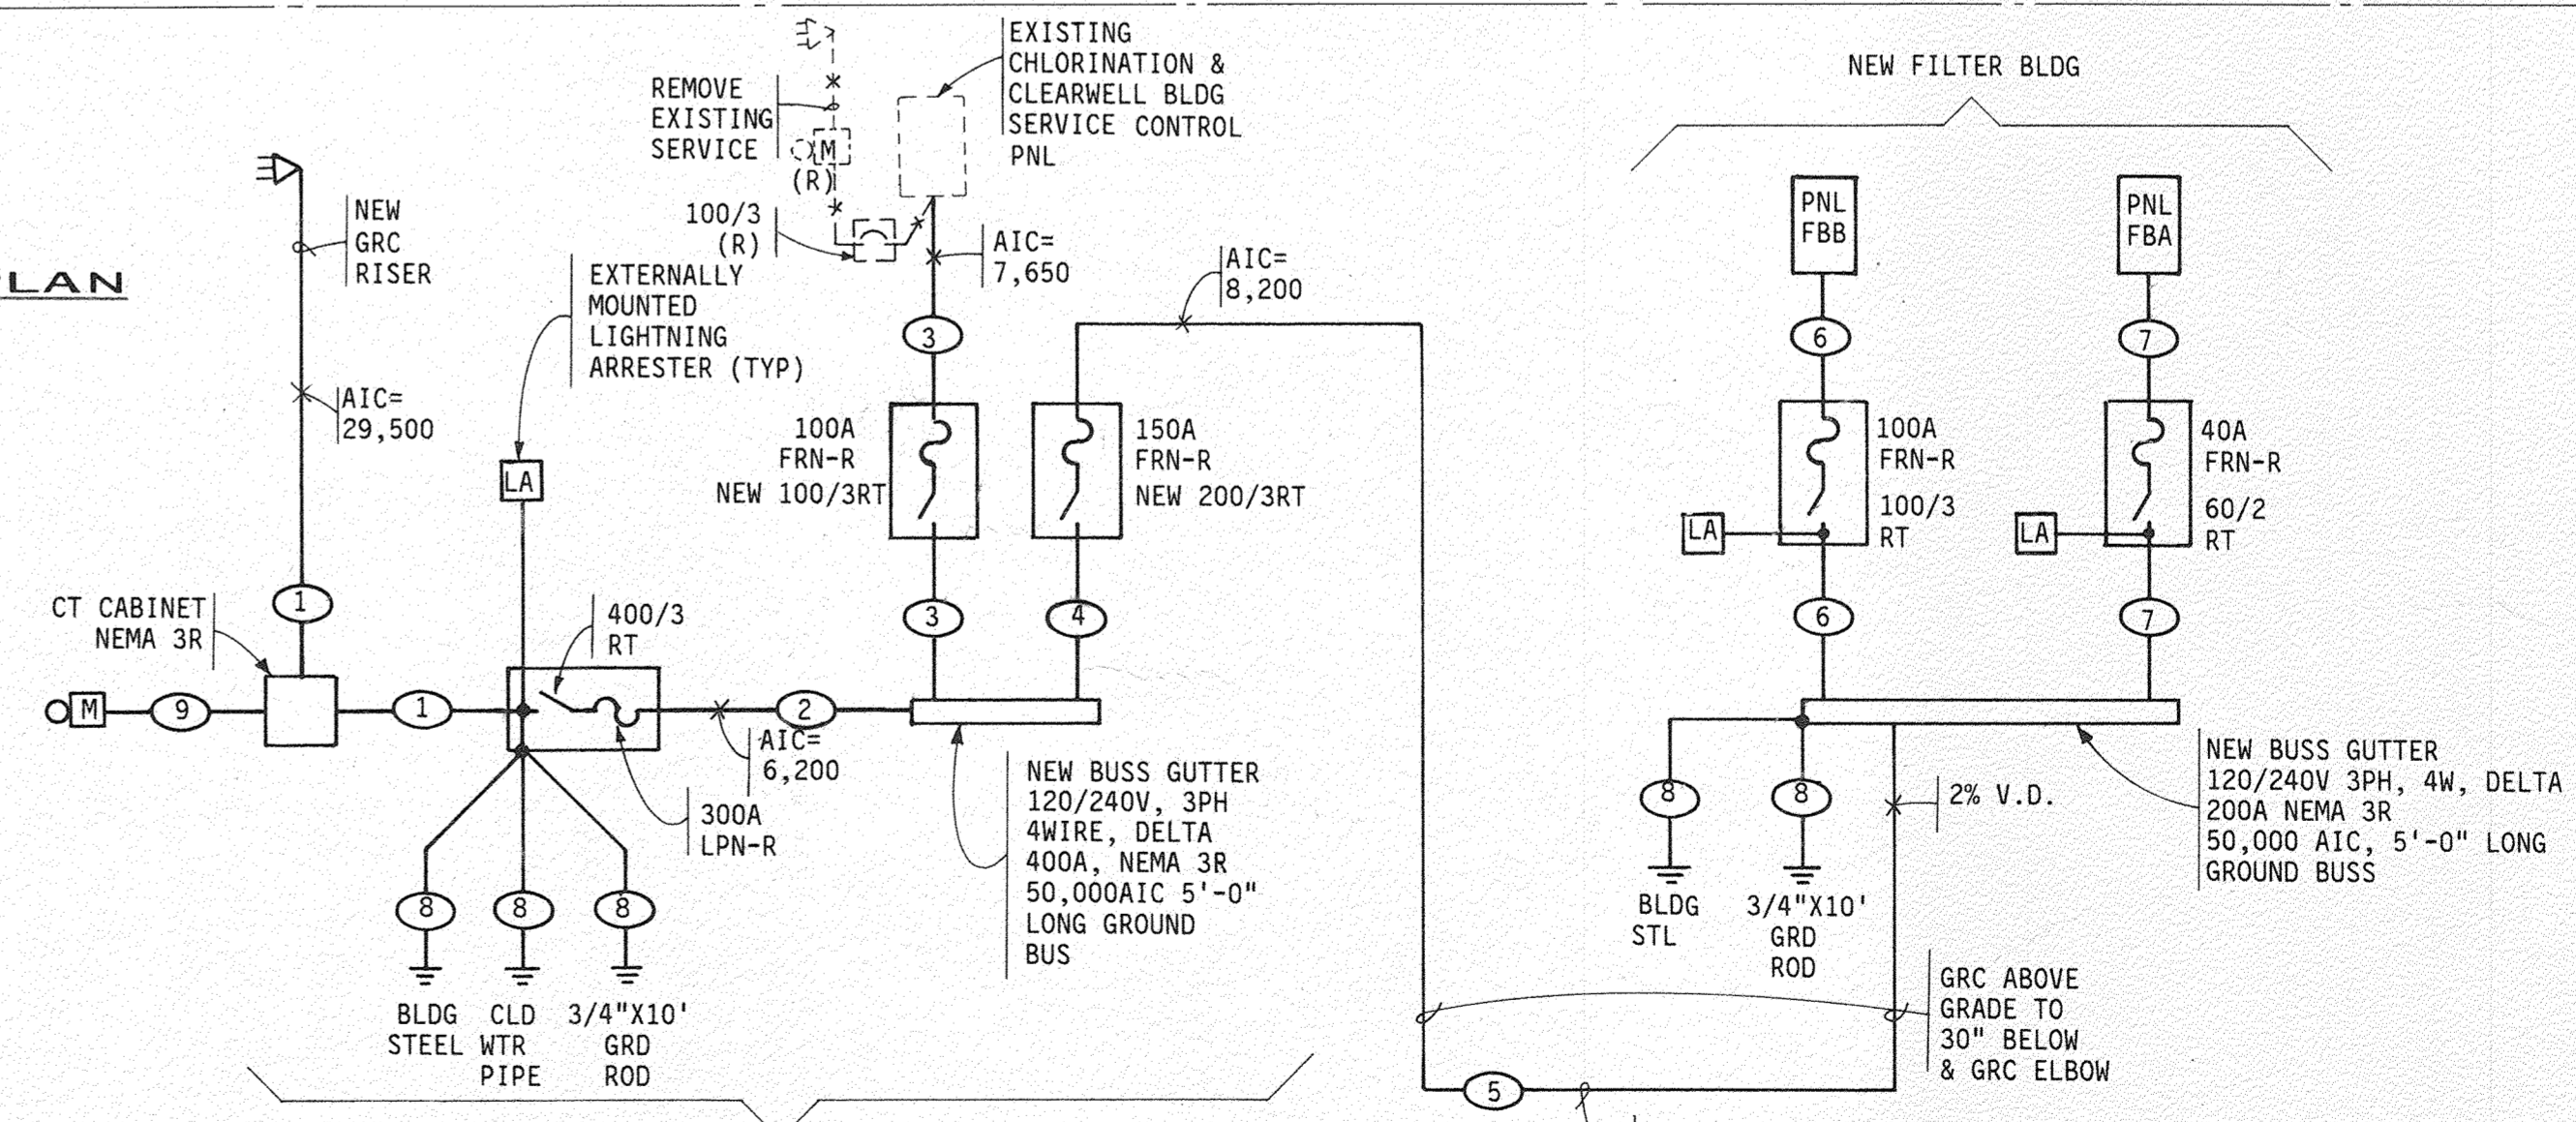 LAN
NEW
GRC
RISER
AIC=
29,500
REMOVE
EXISTING
SERVICE
M
(R)
100/3
(R)
EXISTING
CHLORINATION &
CLEARWELL BLDG
SERVICE CONTROL
PNL
AIC=
7,650
AIC=
8,200
EXTERNALLY
MOUNTED
LIGHTNING
ARRESTER (TYP)
LA
3
100A
FRN-R
NEW 100/3RT
150A
FRN-R
NEW 200/3RT
3
4
CT CABINET
NEMA 3R
1
M
9
1
400/3
RT
2
AIC=
6,200
300A
LPN-R
8
8
8
BLDG
STEEL
CLD
WTR
PIPE
3/4"X10'
GRD
ROD
NEW BUSS GUTTER
120/240V, 3PH
4WIRE, DELTA
400A, NEMA 3R
50,000AIC 5'-0"
LONG GROUND
BUS
NEW FILTER BLDG
PNL
FBB
PNL
FBA
6
7
100A
FRN-R
100/3
RT
LA
40A
FRN-R
60/2
RT
LA
6
7
8
8
BLDG
STL
3/4"X10'
GRD
ROD
2% V.D.
NEW BUSS GUTTER
120/240V 3PH, 4W, DELTA
200A NEMA 3R
50,000 AIC, 5'-0" LONG
GROUND BUSS
GRC ABOVE
GRADE TO
30" BELOW
& GRC ELBOW
5